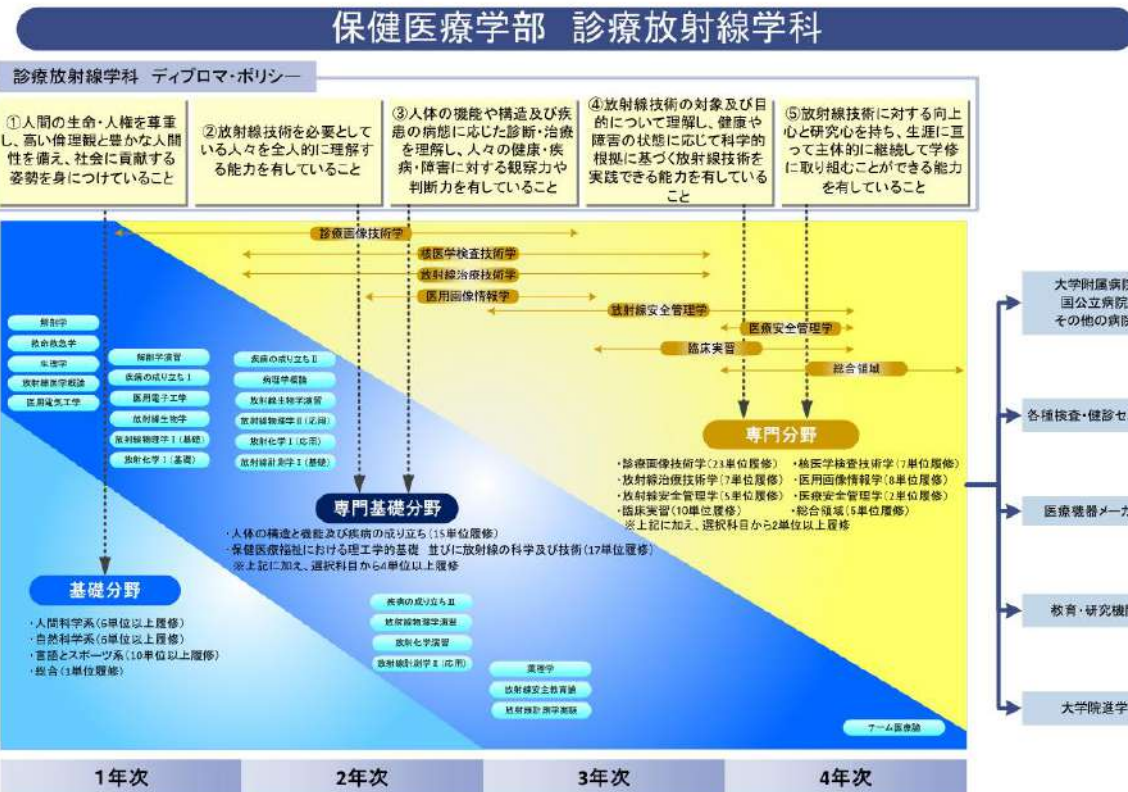 保健医療学部 診療放射線学科
診療放射線学科 ディプロマ・ポリシー
①人間の生命・人権を尊重
し、高い倫理観と豊かな人間
性を備え、社会に貢献する
姿勢を身につけていること
②放射線技術を必要として
いる人々を全人的に理解す
る能力を有していること
③人体の機能や構造及び疾
患の病態に応じた診断・治療
を理解し、人々の健康・疾
病・障害に対する観察力や
判断力を有していること
④放射線技術の対象及び目
的について理解し、健康や
障害の状態に応じて科学的
根拠に基づく放射線技術を
実践できる能力を有している
こと
⑤放射線技術に対する向上
心と研究心を持ち、生涯に亘
って主体的に継続して学修
に取り組むことができる能力
を有していること
診療画像技術学
核医学検査技術学
放射線治療技術学
医用画像情報学
放射線安全管理学
医療安全管理学
臨床実習
総合領域
解剖学
救命救急学
生理学
放射線医学概論
医用電気工学
解剖学演習
疾病の成り立ちⅠ
医用電子工学
放射線生物学
放射線物理学Ⅰ(基礎)
放射化学Ⅰ(基礎)
疾病の成り立ちⅡ
病理学概論
放射線生物学演習
放射線物理学Ⅱ(応用)
放射化学Ⅰ(応用)
放射線計測学Ⅰ(基礎)
専門分野
・診療画像技術学(23単位履修) ・核医学検査技術学(7単位履修)
・放射線治療技術学(7単位履修) ・医用画像情報学(8単位履修)
・放射線安全管理学(5単位履修) ・医療安全管理学(2単位履修)
・臨床実習(10単位履修) ・総合領域(5単位履修)
※上記に加え、選択科目から2単位以上履修
専門基礎分野
・人体の構造と機能及び疾病の成り立ち(15単位履修)
・保健医療福祉における理工学的基礎 並びに放射線の科学及び技術(17単位履修)
※上記に加え、選択科目から4単位以上履修
基礎分野
・人間科学系(6単位以上履修)
・自然科学系(6単位以上履修)
・言語とスポーツ系(10単位以上履修)
・総合(1単位履修)
疾病の成り立ちⅢ
放射線物理学演習
放射化学演習
放射線計測学Ⅱ(応用)
薬理学
放射線安全教育論
放射線計測学実験
チーム医療論
大学附属病院
国公立病院
その他の病院
各種検査・健診セ
医療機器メーカ
教育・研究機関
大学院進学
1年次
2年次
3年次
4年次